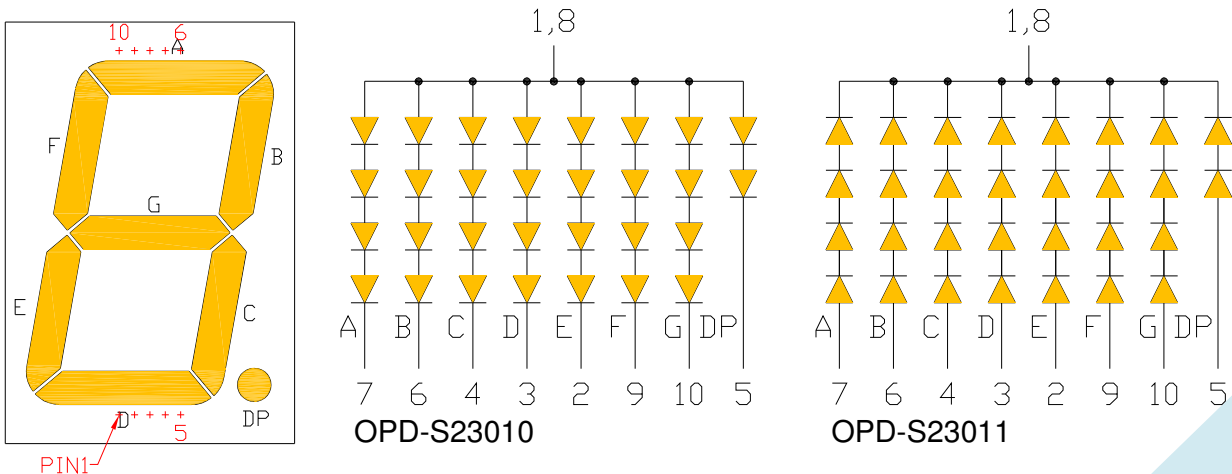 10 6
A
F
B
G
E
C
D
DP
5
PIN1
1,8
A B C D E F G DP
7 6 4 3 2 9 10 5
OPD-S23010
1,8
A B C D E F G DP
7 6 4 3 2 9 10 5
OPD-S23011